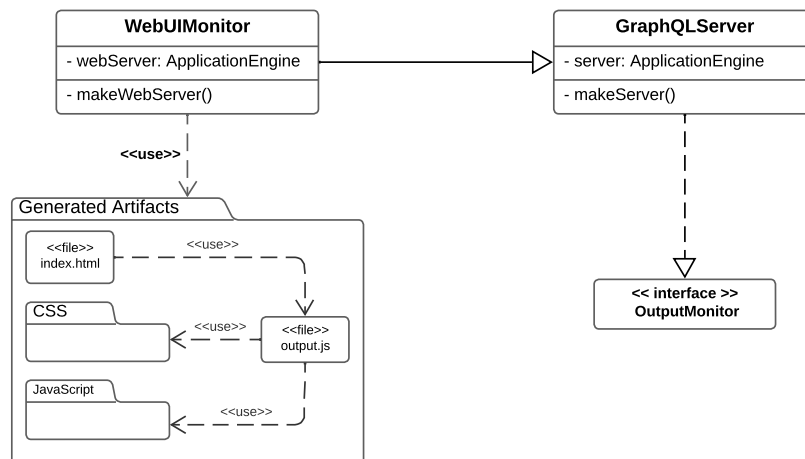 WebUIMonitor
- webServer: ApplicationEngine
- makeWebServer()
GraphQLServer
- server: ApplicationEngine
- makeServer()
<<use>>
Generated Artifacts
<<file>>
index.html
<<use>>
CSS
<<use>>
<<file>>
output.js
JavaScript
<<use>>
<< interface >>
OutputMonitor